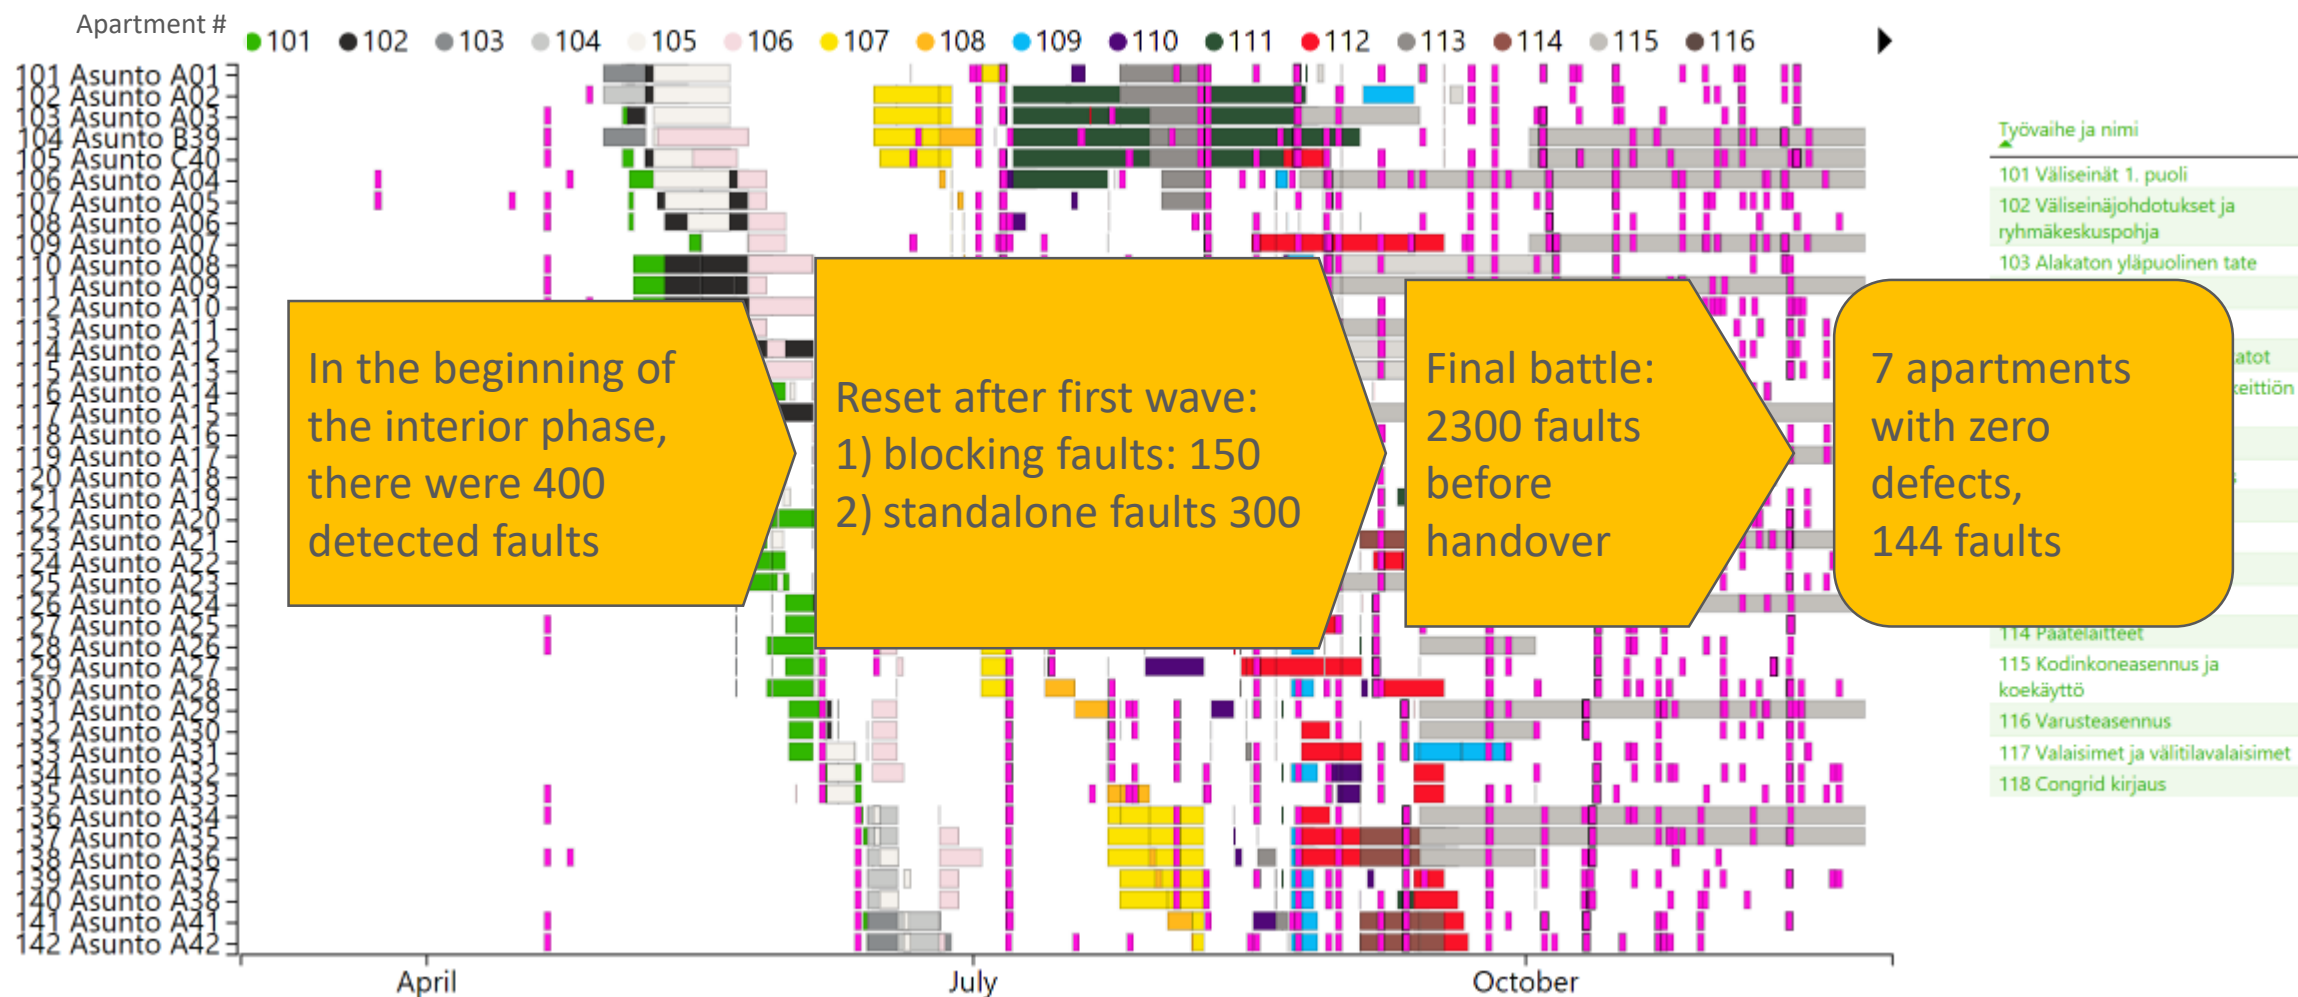 Apartment #
101 102 103 104 105 106 107 108 109 110 111 112 113 114 115 116
101 Asunto A01
102 Asunto A02
103 Asunto A03
104 Asunto B39
105 Asunto C40
106 Asunto A04
107 Asunto A05
108 Asunto A06
109 Asunto A07
110 Asunto A08
111 Asunto A09
112 Asunto A10
113 Asunto A11
114 Asunto A12
115 Asunto A13
116 Asunto A14
117 Asunto A15
118 Asunto A16
119 Asunto A17
120 Asunto A18
121 Asunto A19
122 Asunto A20
123 Asunto A21
124 Asunto A22
125 Asunto A23
126 Asunto A24
127 Asunto A25
128 Asunto A26
129 Asunto A27
130 Asunto A28
131 Asunto A29
132 Asunto A30
133 Asunto A31
134 Asunto A32
135 Asunto A33
136 Asunto A34
137 Asunto A35
138 Asunto A36
139 Asunto A37
140 Asunto A38
141 Asunto A41
142 Asunto A42
April July October
In the beginning of
the interior phase,
there were 400
detected faults
Reset after first wave:
1) blocking faults: 150
2) standalone faults 300
Final battle:
2300 faults
before
handover
7 apartments
with zero
defects,
144 faults
Työvaihe ja nimi
101 Väliseinät 1. puoli
102 Väliseinäjohdotukset ja
ryhmäkeskuspohja
103 Alakaton yläpuolinen tate
atot
keittiön
114 Päätelaitteet
115 Kodinkoneasennus ja
koekäyttö
116 Varusteasennus
117 Valaisimet ja välitilavalaisimet
118 Congrid kirjaus